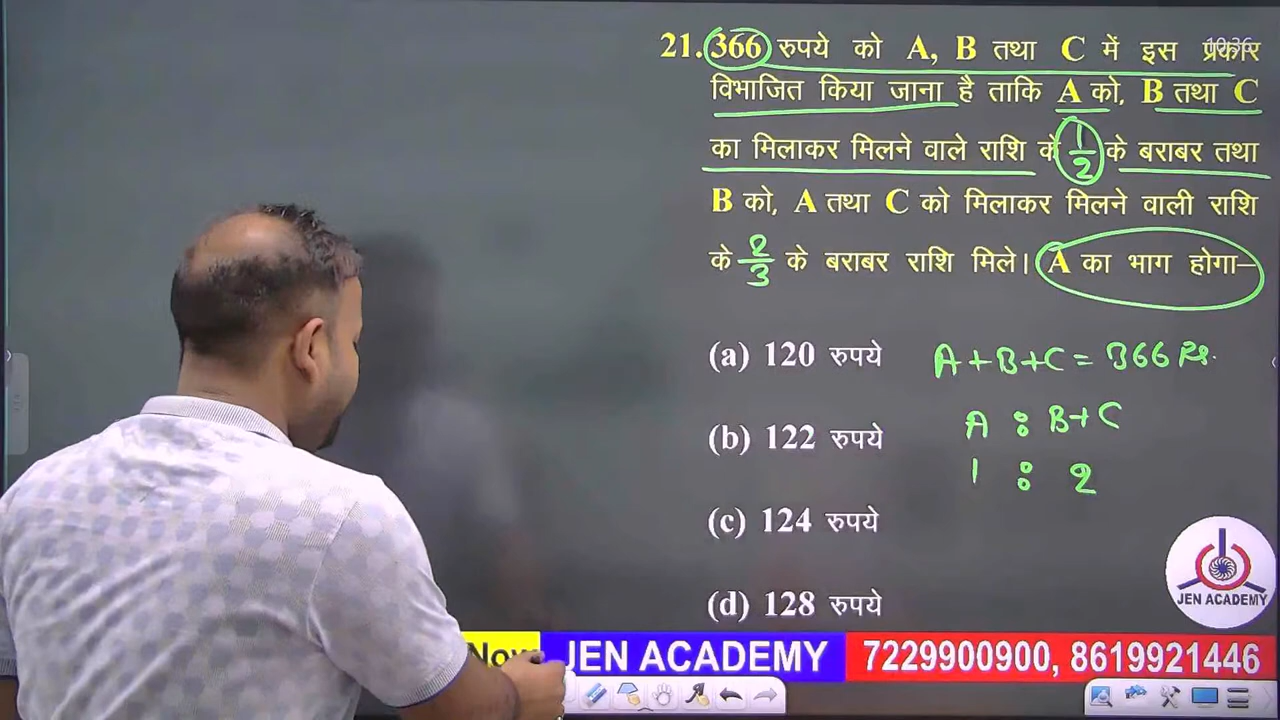 21. 366 रुपये को A, B तथा C में इस प्रकार
विभाजित किया जाना है ताकि A को, B तथा C
का मिलाकर मिलने वाले राशि के 1/2 के बराबर तथा
B को, A तथा C को मिलाकर मिलने वाली राशि
के 2/3 के बराबर राशि मिले। A का भाग होगा–
(a) 120 रुपये
A+B+C = 366 Rs.
A : B+C
(b) 122 रुपये
1 : 2
(c) 124 रुपये
(d) 128 रुपये
JEN ACADEMY
Now
JEN ACADEMY
7229900900, 8619921446